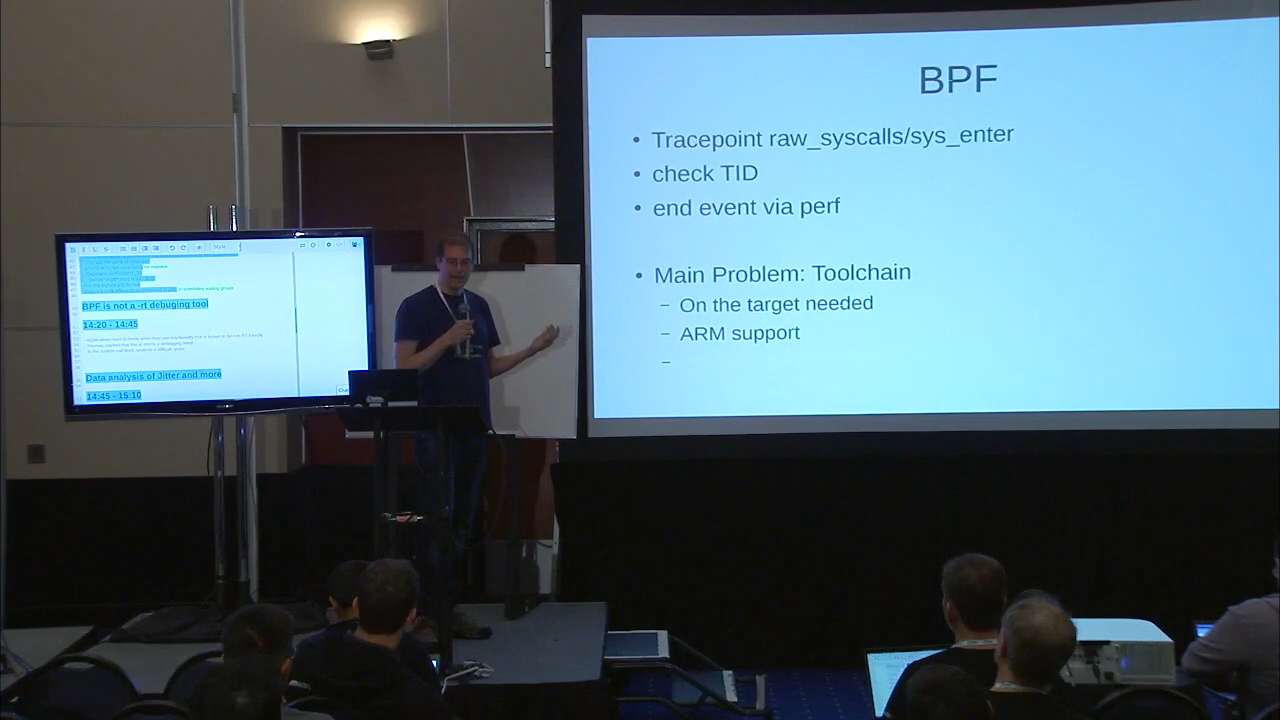 BPF
• Tracepoint raw_syscalls/sys_enter
• check TID
• end event via perf
• Main Problem: Toolchain
– On the target needed
– ARM support
–
Style
BPF is not a -rt debuging tool
14:20 - 14:45
Data analysis of Jitter and more
14:45 - 15:10